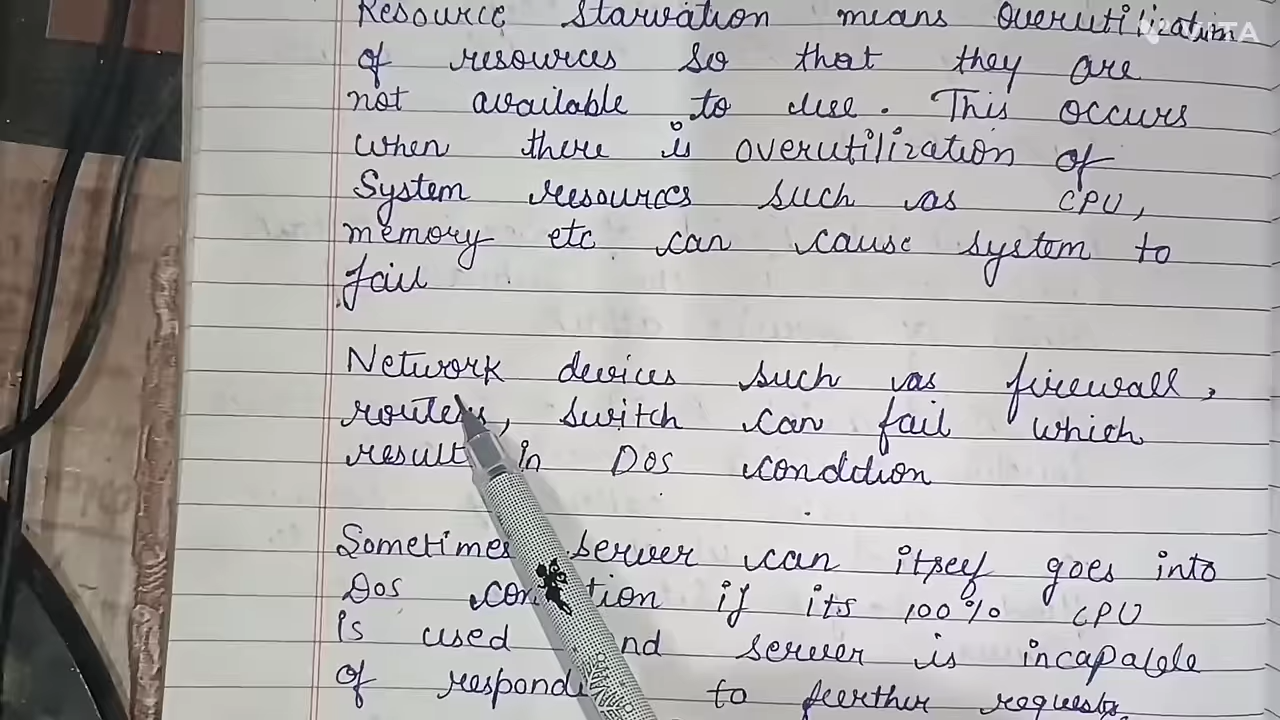 Resource starvation means overutilization
of resources so that they are
not available to use. This occurs
when there is overutilization of
System resources such as CPU,
memory etc can cause system to
fail
Network devices such as firewall,
routers, switch can fail which
result in Dos condition
Sometimes server can itself goes into
Dos condition if its 100% CPU
is used and server is incapable
of responding to further requests